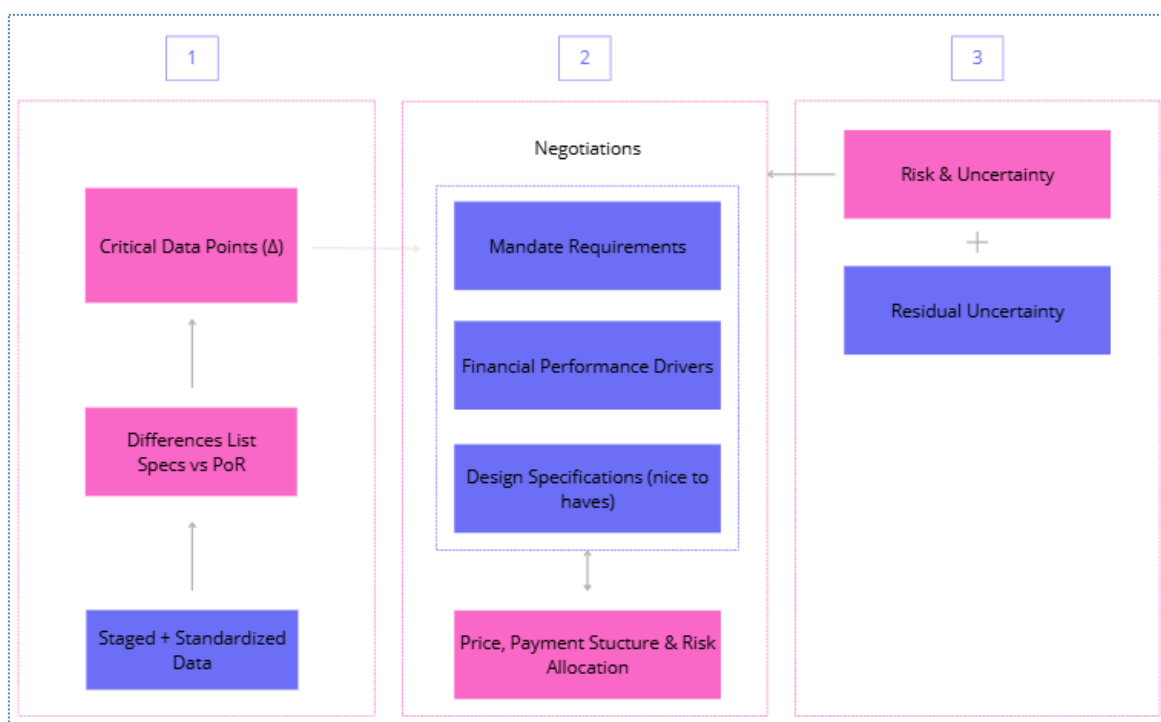 1
2
3
Negotiations
Critical Data Points (Δ)
Differences List
Specs vs PoR
Staged + Standardized
Data
Mandate Requirements
Financial Performance Drivers
Design Specifications (nice to
haves)
Price, Payment Stucture & Risk
Allocation
Risk & Uncertainty
+
Residual Uncertainty